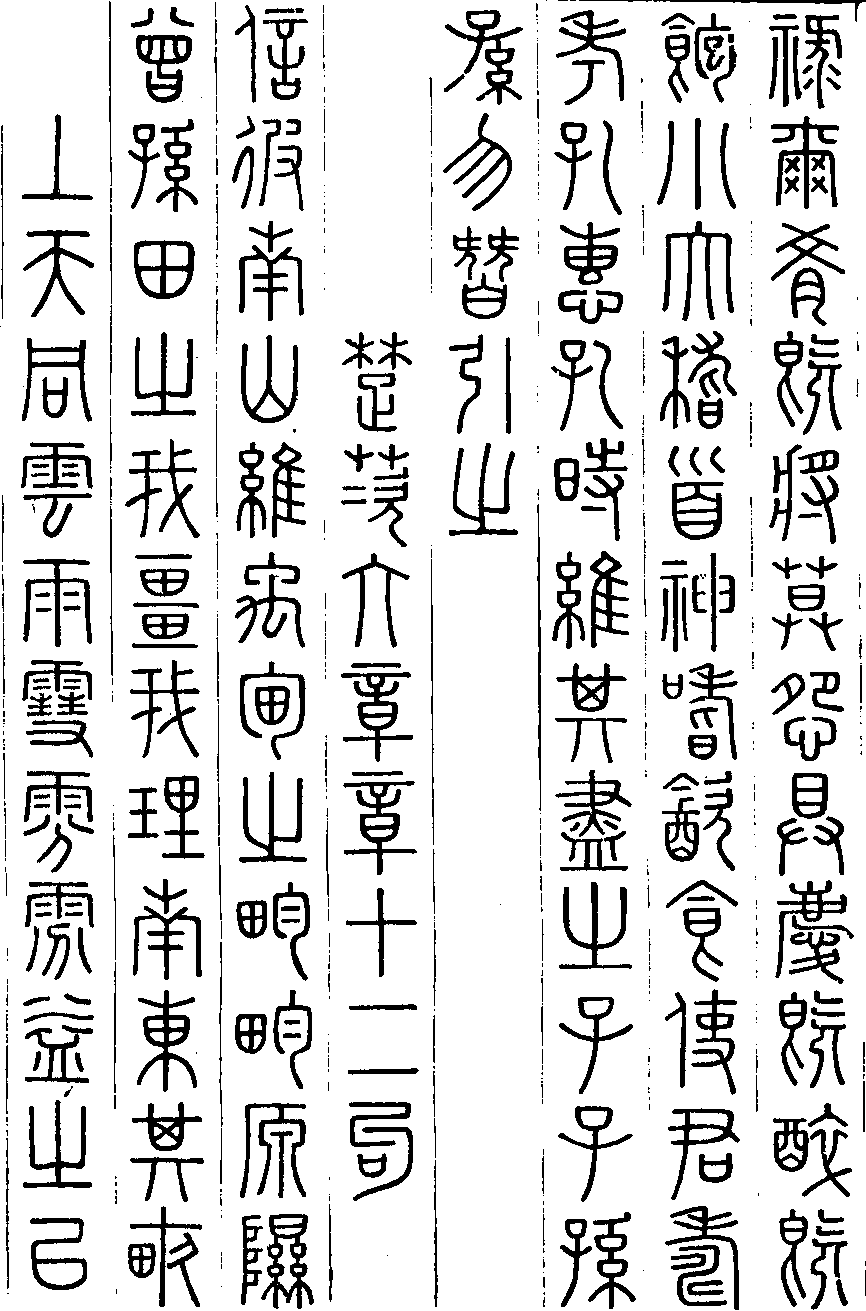 祿爾肴既將莫怨具慶既醉既
飽小大稽首神嗜飲食使君壽
考孔惠孔時維其盡之子子孫
孫勿替引之
楚茨六章章十二句
信彼南山維禹甸之畇畇原隰
曾孫田之我疆我理南東其畝
上天同雲雨雪雰雰益之以